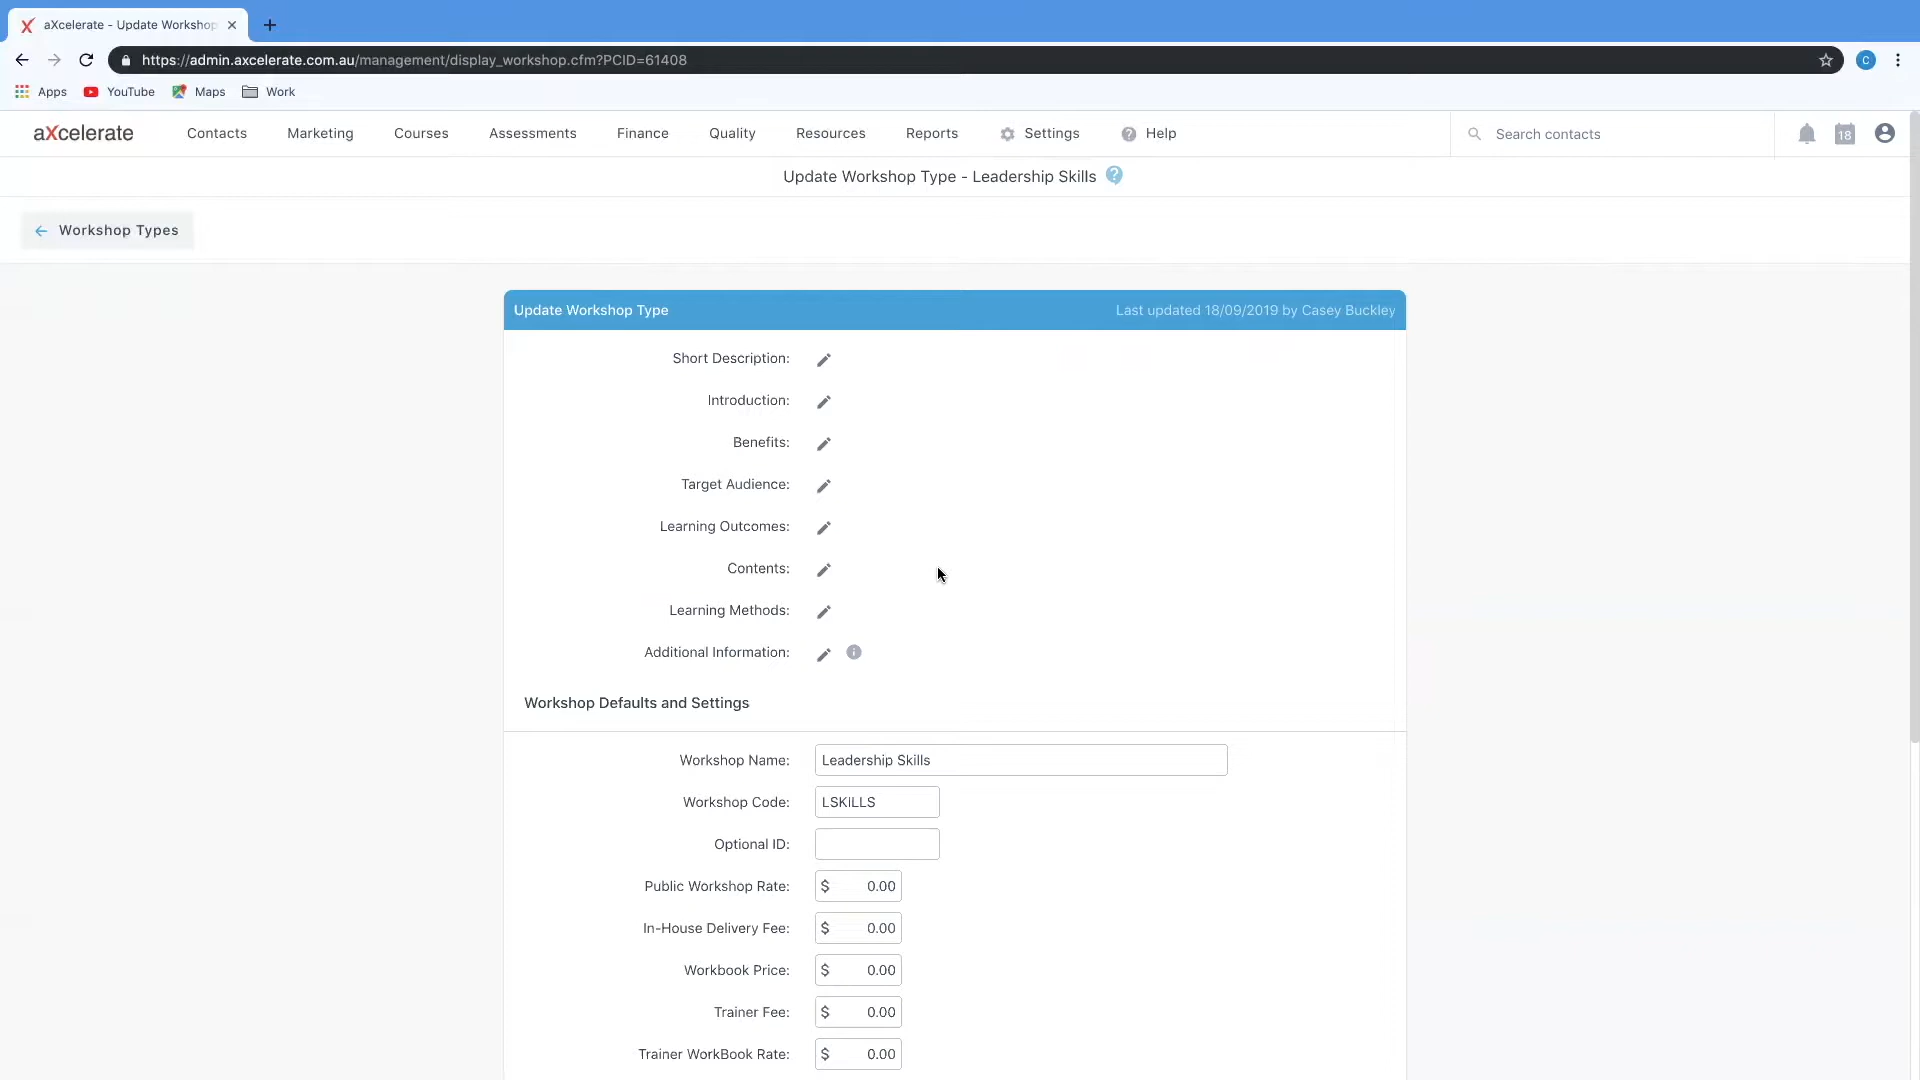 aXcelerate - Update Workshop
https://admin.axcelerate.com.au/management/display_workshop.cfm?PCID=61408
C
Apps YouTube Maps Work
aXcelerate Contacts Marketing Courses Assessments Finance Quality Resources Reports Settings Help Search contacts 18
Update Workshop Type - Leadership Skills
Workshop Types
Update Workshop Type Last updated 18/09/2019 by Casey Buckley
Short Description:
Introduction:
Benefits:
Target Audience:
Learning Outcomes:
Contents:
Learning Methods:
Additional Information:
Workshop Defaults and Settings
Workshop Name: Leadership Skills
Workshop Code: LSKILLS
Optional ID:
Public Workshop Rate: $ 0.00
In-House Delivery Fee: $ 0.00
Workbook Price: $ 0.00
Trainer Fee: $ 0.00
Trainer WorkBook Rate: $ 0.00